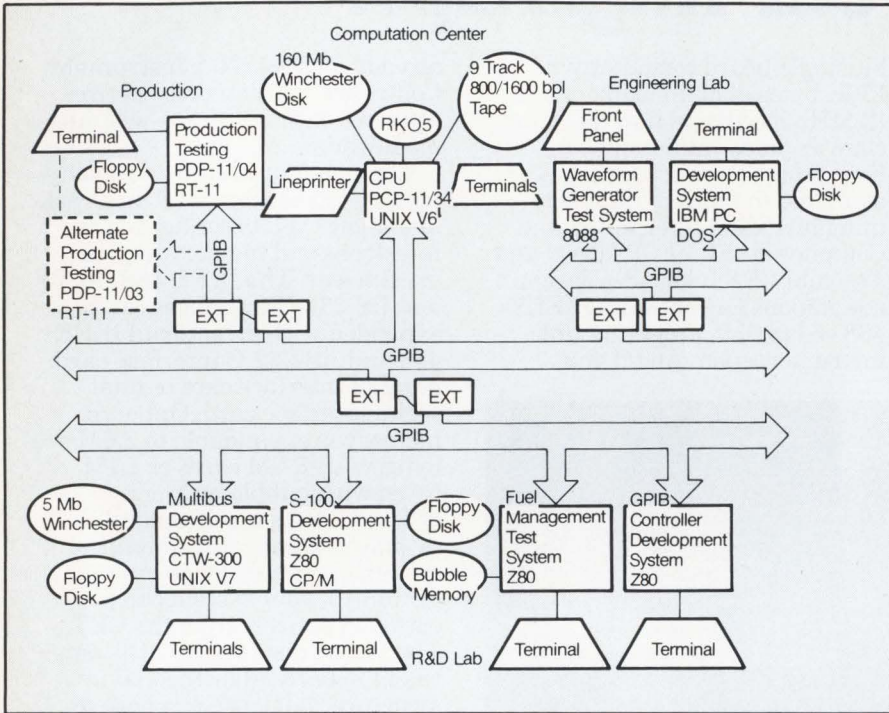 Computation Center
160 Mb
Winchester
Disk
9 Track
800/1600 bpl
Tape
RKO5
Lineprinter
CPU
PCP-11/34
UNIX V6
Terminals
Production
Terminal
Floppy
Disk
Production
Testing
PDP-11/04
RT-11
Alternate
Production
Testing
PDP-11/03
RT-11
GPIB
EXT
EXT
Engineering Lab
Front
Panel
Terminal
Waveform
Generator
Test System
8088
Development
System
IBM PC
DOS
Floppy
Disk
GPIB
EXT
EXT
GPIB
EXT
EXT
GPIB
5 Mb
Winchester
Floppy
Disk
Multibus
Development
System
CTW-300
UNIX V7
Terminals
S-100
Development
System
Z80
CP/M
Floppy
Disk
Terminal
Bubble
Memory
Fuel
Management
Test
System
Z80
Terminal
GPIB
Controller
Development
System
Z80
Terminal
R&D Lab